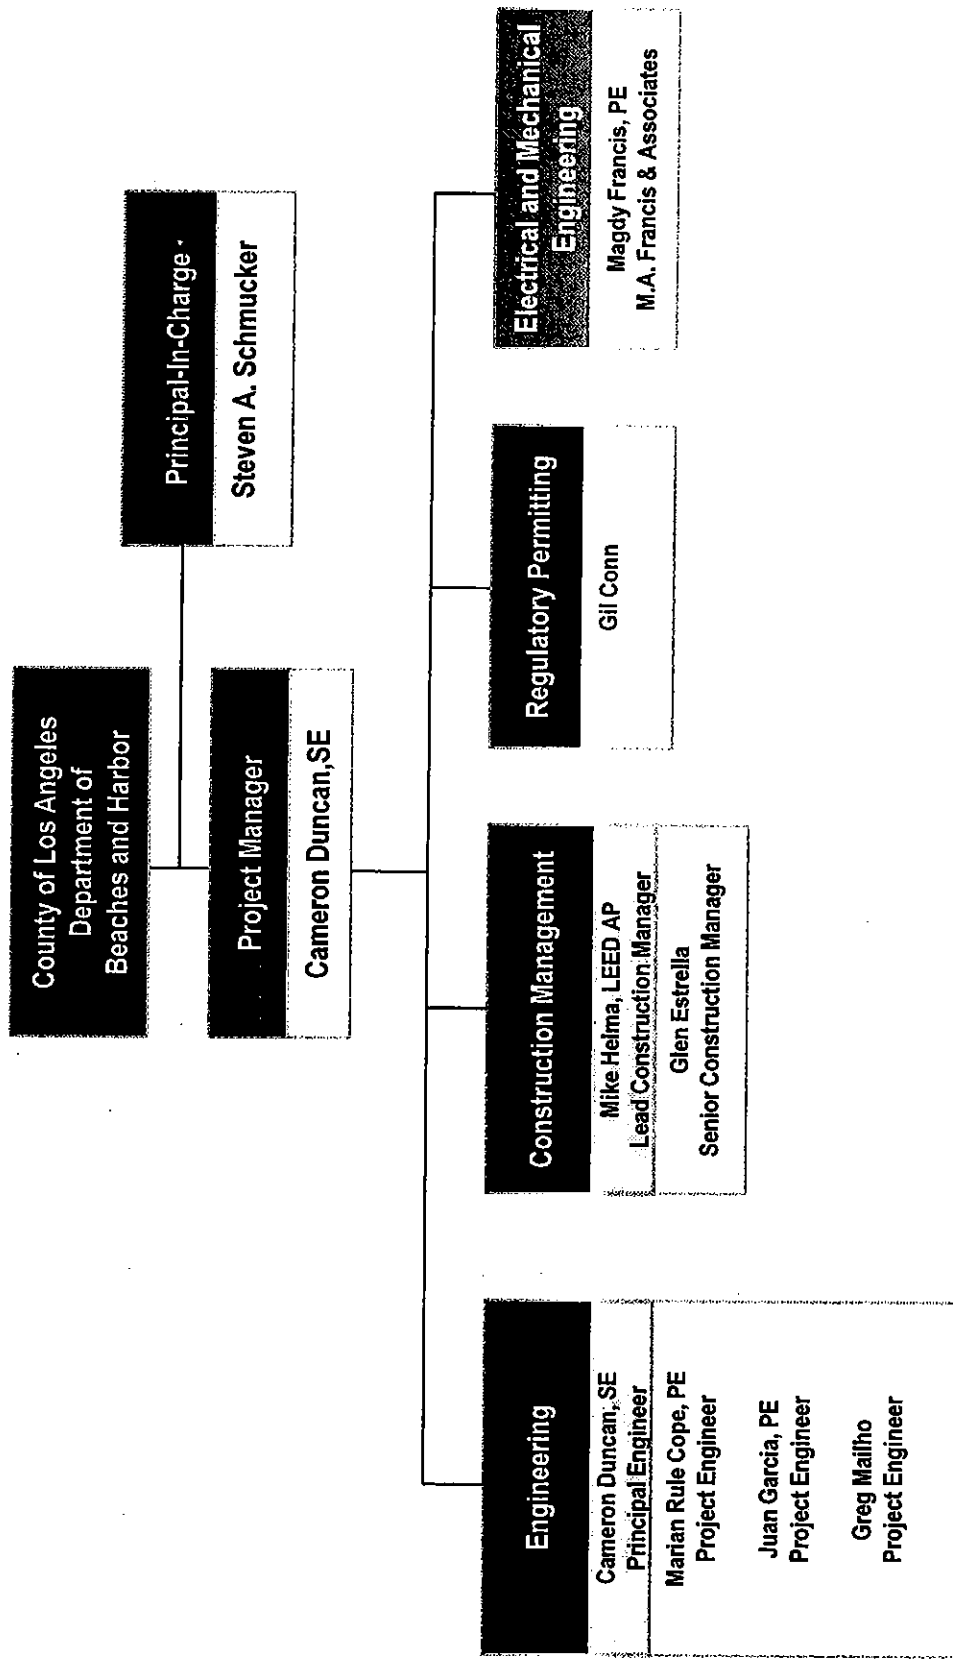 County of Los Angeles
Department of
Beaches and Harbor
Principal-In-Charge
Steven A. Schmucker
Project Manager
Cameron Duncan,SE
Engineering
Cameron Duncan, SE
Principal Engineer
Marian Rule Cope, PE
Project Engineer
Juan Garcia, PE
Project Engineer
Greg Mailho
Project Engineer
Construction Management
Mike Helma, LEED AP
Lead Construction Manager
Glen Estrella
Senior Construction Manager
Regulatory Permitting
Gil Conn
Electrical and Mechanical
Engineering
Magdy Francis, PE
M.A. Francis & Associates